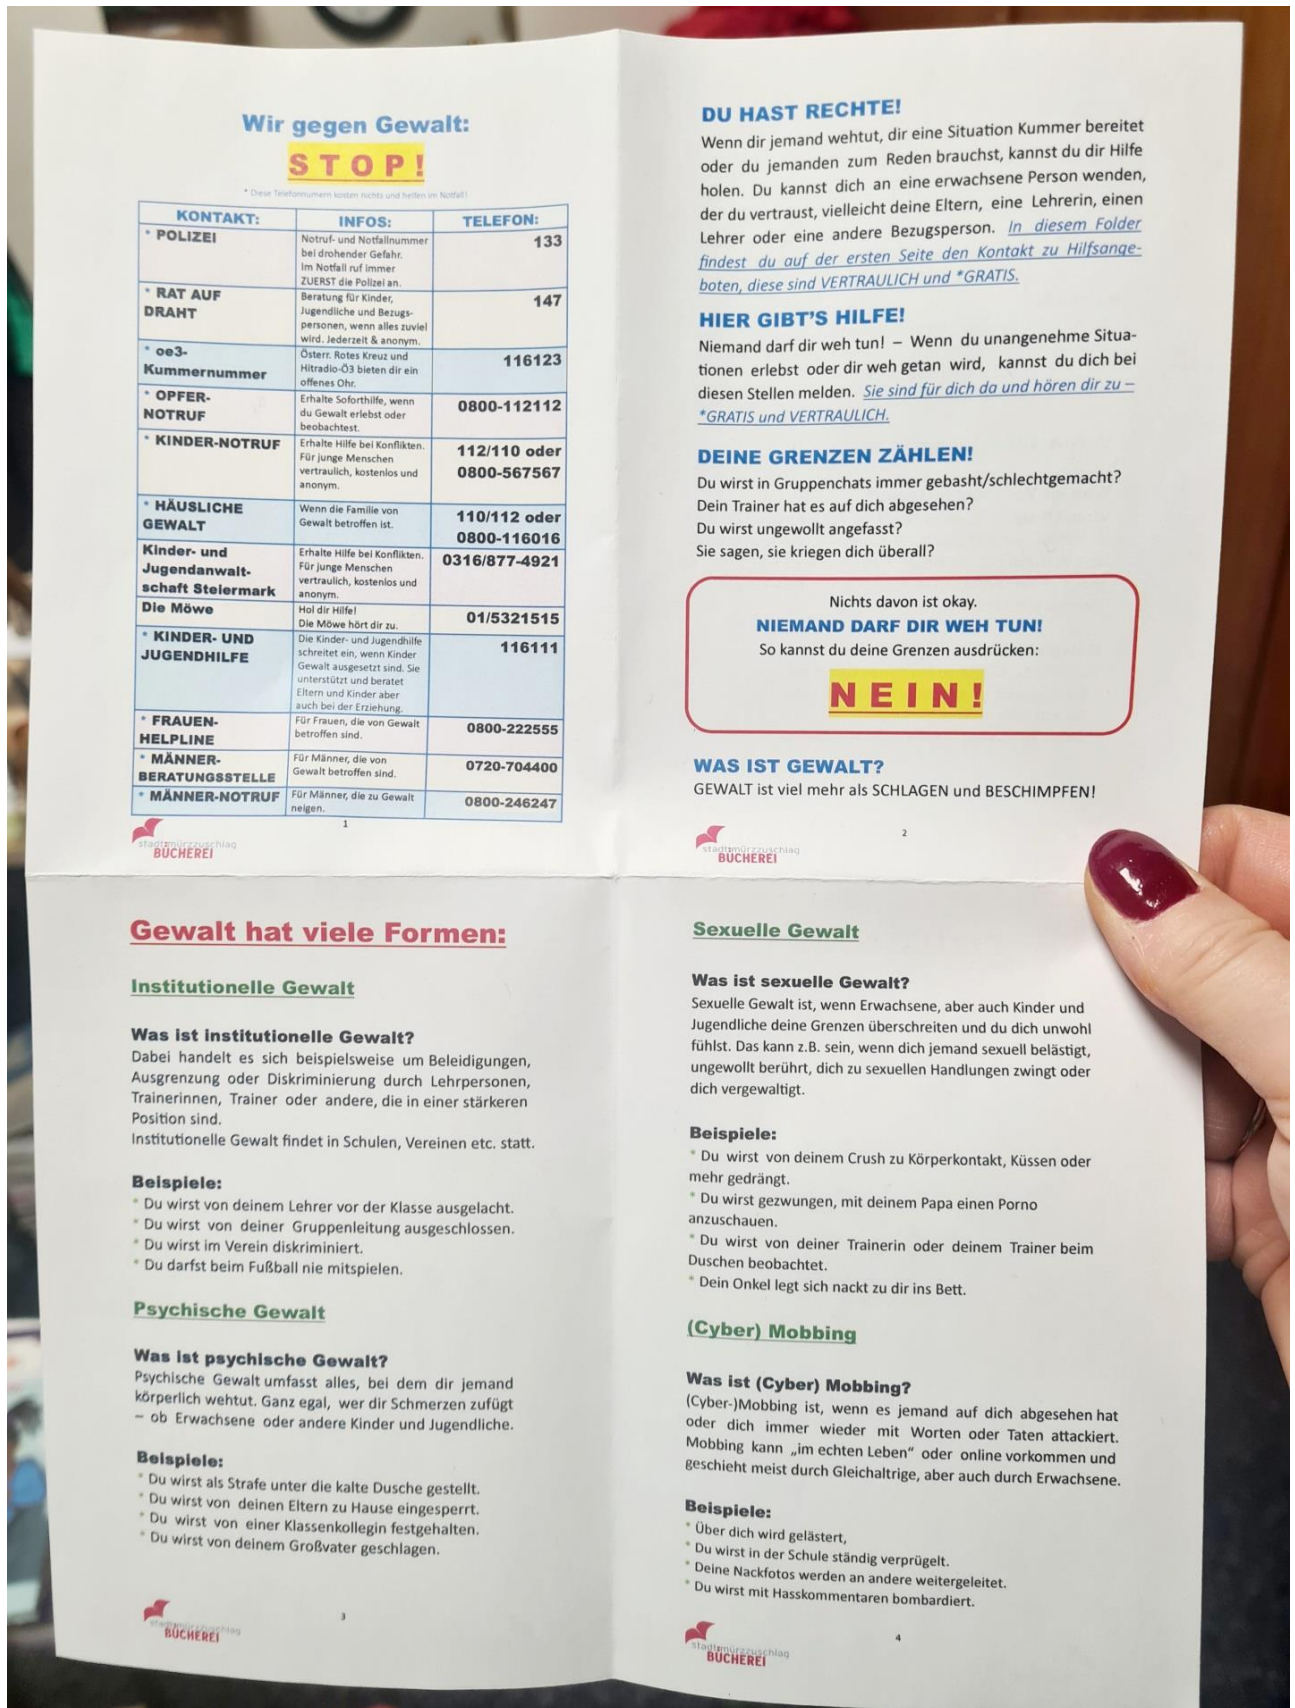 Wir gegen Gewalt:
STOP!
* Diese Telefonnumern kosten nichts und helfen im Notfall!
KONTAKT: INFOS: TELEFON:
* POLIZEI Notruf- und Notfallnummer 133
bei drohender Gefahr.
Im Notfall ruf immer
ZUERST die Polizei an.
* RAT AUF Beratung für Kinder, 147
DRAHT Jugendliche und Bezugs-
personen, wenn alles zuviel
wird. Jederzeit & anonym.
* oe3- Österr. Rotes Kreuz und 116123
Kummernummer Hitradio-Ö3 bieten dir ein
offenes Ohr.
* OPFER- Erhalte Soforthilfe, wenn 0800-112112
NOTRUF du Gewalt erlebst oder
beobachtest.
* KINDER-NOTRUF Erhalte Hilfe bei Konflikten. 112/110 oder
Für junge Menschen 0800-567567
vertraulich, kostenlos und
anonym.
* HÄUSLICHE Wenn die Familie von 110/112 oder
GEWALT Gewalt betroffen ist. 0800-116016
Kinder- und Erhalte Hilfe bei Konflikten. 0316/877-4921
Jugendanwalt- Für junge Menschen
schaft Steiermark vertraulich, kostenlos und
anonym.
Die Möwe Hol dir Hilfe! 01/5321515
Die Möwe hört dir zu.
* KINDER- UND Die Kinder- und Jugendhilfe 116111
JUGENDHILFE schreitet ein, wenn Kinder
Gewalt ausgesetzt sind. Sie
unterstützt und beratet
Eltern und Kinder aber
auch bei der Erziehung.
* FRAUEN- Für Frauen, die von Gewalt 0800-222555
HELPLINE betroffen sind.
* MÄNNER- Für Männer, die von 0720-704400
BERATUNGSSTELLE Gewalt betroffen sind.
* MÄNNER-NOTRUF Für Männer, die zu Gewalt 0800-246247
neigen.
1
stadtmürzzuschlag
BÜCHEREI
DU HAST RECHTE!
Wenn dir jemand wehtut, dir eine Situation Kummer bereitet
oder du jemanden zum Reden brauchst, kannst du dir Hilfe
holen. Du kannst dich an eine erwachsene Person wenden,
der du vertraust, vielleicht deine Eltern, eine Lehrerin, einen
Lehrer oder eine andere Bezugsperson. In diesem Folder
findest du auf der ersten Seite den Kontakt zu Hilfsange-
boten, diese sind VERTRAULICH und *GRATIS.
HIER GIBT'S HILFE!
Niemand darf dir weh tun! – Wenn du unangenehme Situa-
tionen erlebst oder dir weh getan wird, kannst du dich bei
diesen Stellen melden. Sie sind für dich da und hören dir zu –
*GRATIS und VERTRAULICH.
DEINE GRENZEN ZÄHLEN!
Du wirst in Gruppenchats immer gebasht/schlechtgemacht?
Dein Trainer hat es auf dich abgesehen?
Du wirst ungewollt angefasst?
Sie sagen, sie kriegen dich überall?
Nichts davon ist okay.
NIEMAND DARF DIR WEH TUN!
So kannst du deine Grenzen ausdrücken:
NEIN!
WAS IST GEWALT?
GEWALT ist viel mehr als SCHLAGEN und BESCHIMPFEN!
2
stadtmürzzuschlag
BÜCHEREI
Gewalt hat viele Formen:
Institutionelle Gewalt
Was ist institutionelle Gewalt?
Dabei handelt es sich beispielsweise um Beleidigungen,
Ausgrenzung oder Diskriminierung durch Lehrpersonen,
Trainerinnen, Trainer oder andere, die in einer stärkeren
Position sind.
Institutionelle Gewalt findet in Schulen, Vereinen etc. statt.
Beispiele:
* Du wirst von deinem Lehrer vor der Klasse ausgelacht.
* Du wirst von deiner Gruppenleitung ausgeschlossen.
* Du wirst im Verein diskriminiert.
* Du darfst beim Fußball nie mitspielen.
Psychische Gewalt
Was ist psychische Gewalt?
Psychische Gewalt umfasst alles, bei dem dir jemand
körperlich wehtut. Ganz egal, wer dir Schmerzen zufügt
– ob Erwachsene oder andere Kinder und Jugendliche.
Beispiele:
* Du wirst als Strafe unter die kalte Dusche gestellt.
* Du wirst von deinen Eltern zu Hause eingesperrt.
* Du wirst von einer Klassenkollegin festgehalten.
* Du wirst von deinem Großvater geschlagen.
3
stadtmürzzuschlag
BÜCHEREI
Sexuelle Gewalt
Was ist sexuelle Gewalt?
Sexuelle Gewalt ist, wenn Erwachsene, aber auch Kinder und
Jugendliche deine Grenzen überschreiten und du dich unwohl
fühlst. Das kann z.B. sein, wenn dich jemand sexuell belästigt,
ungewollt berührt, dich zu sexuellen Handlungen zwingt oder
dich vergewaltigt.
Beispiele:
* Du wirst von deinem Crush zu Körperkontakt, Küssen oder
mehr gedrängt.
* Du wirst gezwungen, mit deinem Papa einen Porno
anzuschauen.
* Du wirst von deiner Trainerin oder deinem Trainer beim
Duschen beobachtet.
* Dein Onkel legt sich nackt zu dir ins Bett.
(Cyber) Mobbing
Was ist (Cyber) Mobbing?
(Cyber-)Mobbing ist, wenn es jemand auf dich abgesehen hat
oder dich immer wieder mit Worten oder Taten attackiert.
Mobbing kann „im echten Leben“ oder online vorkommen und
geschieht meist durch Gleichaltrige, aber auch durch Erwachsene.
Beispiele:
* Über dich wird gelästert,
* Du wirst in der Schule ständig verprügelt.
* Deine Nackfotos werden an andere weitergeleitet.
* Du wirst mit Hasskommentaren bombardiert.
4
stadtmürzzuschlag
BÜCHEREI